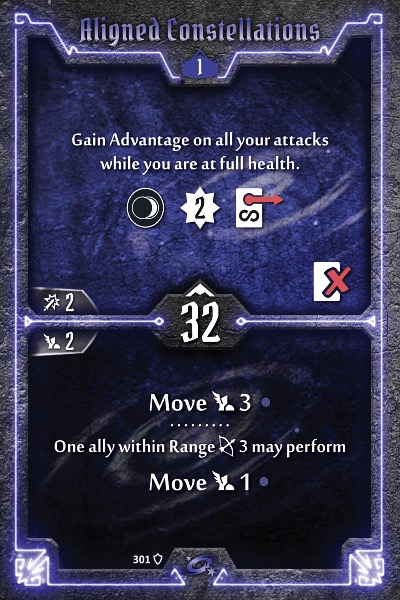 Aligned Constellations
1
Gain Advantage on all your attacks
while you are at full health.
2
2
32
2
Move 3
One ally within Range 3 may perform
Move 1
301